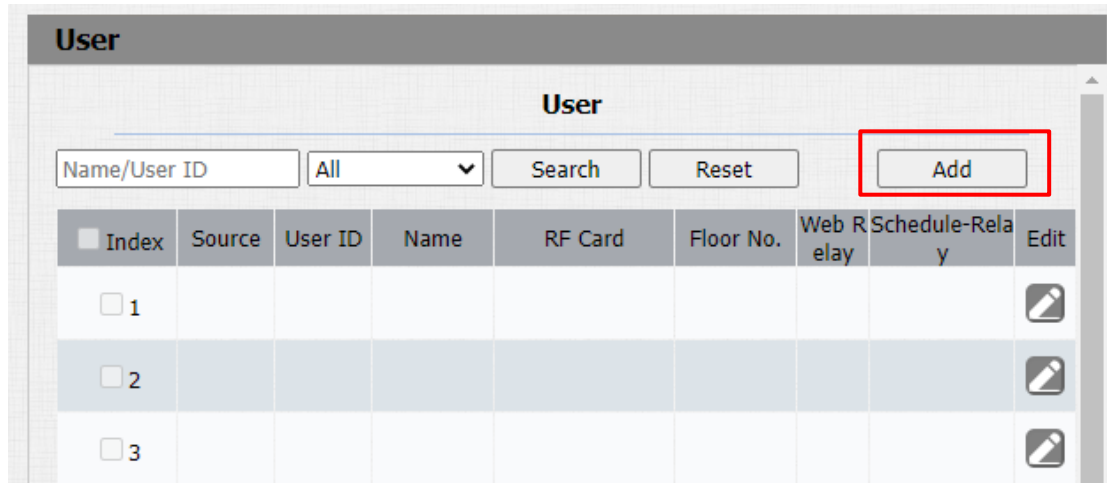 User
User
Name/User ID All Search Reset Add
Index Source User ID Name RF Card Floor No. Web R
elay Schedule-Rela
y Edit
1
2
3